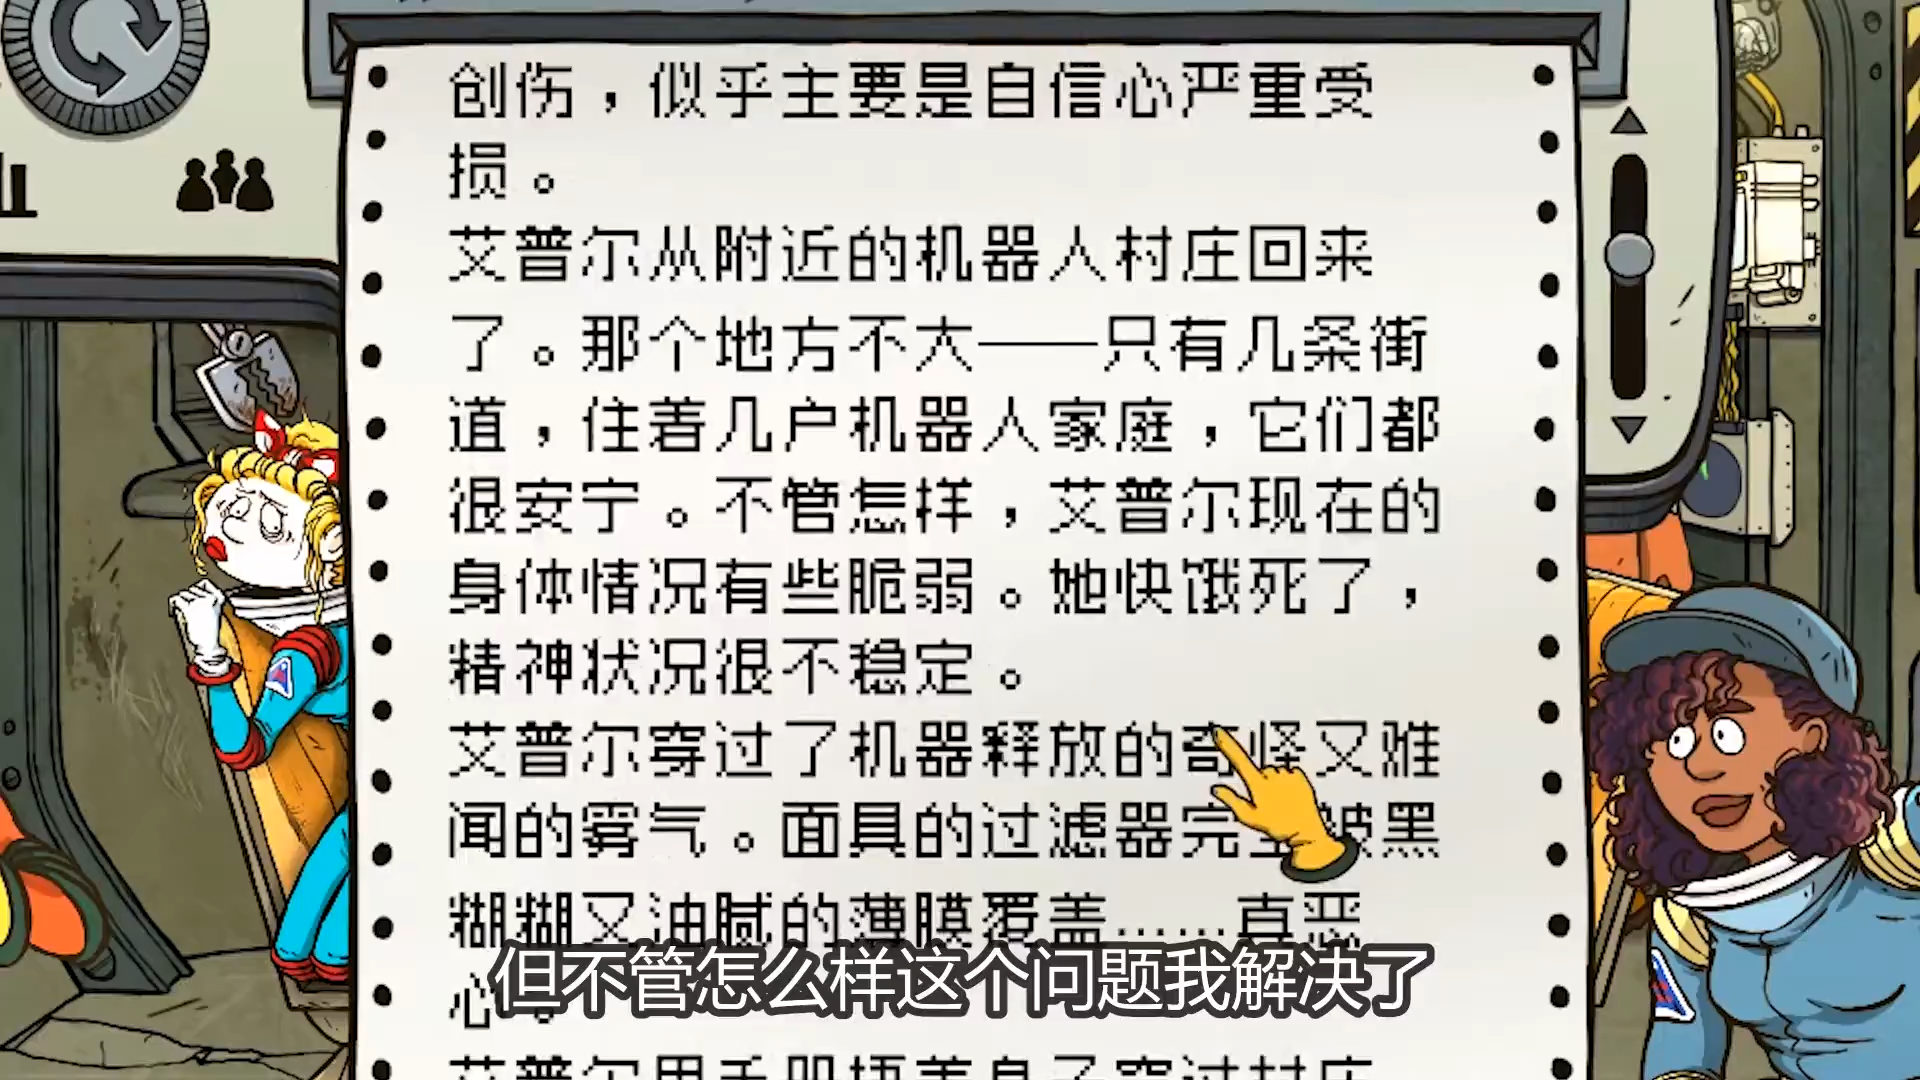 创伤，似乎主要是自信心严重受
损。
艾普尔从附近的机器人村庄回来
了。那个地方不大——只有几条街
道，住着几户机器人家庭，它们都
很安宁。不管怎样，艾普尔现在的
身体情况有些脆弱。她快饿死了，
精神状况很不稳定。
艾普尔穿过了机器释放的奇怪又难
闻的雾气。面具的过滤器完全被黑
糊糊又油腻的薄膜覆盖……真恶
心。
但不管怎么样这个问题我解决了